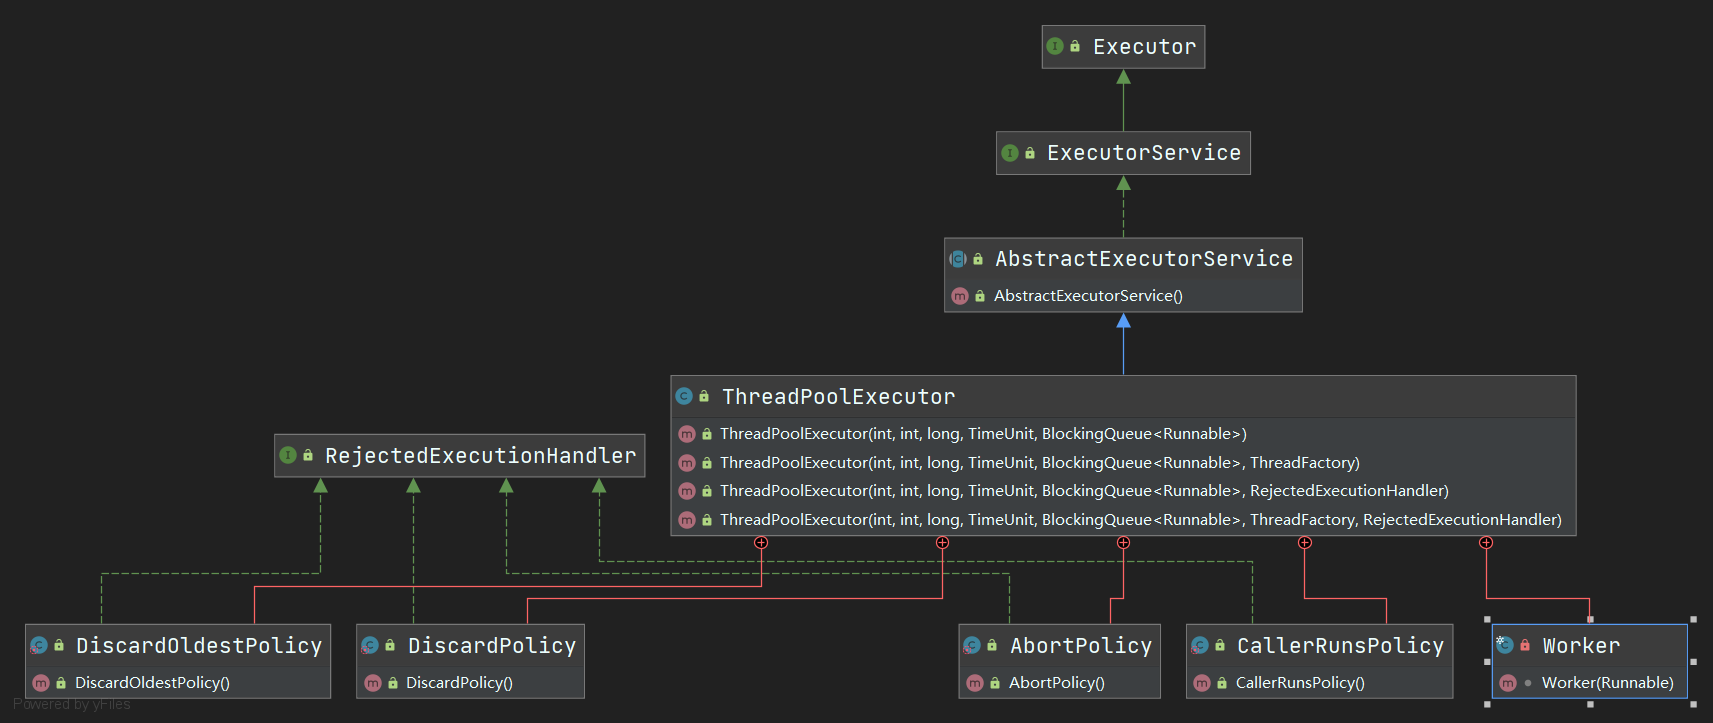 Executor
ExecutorService
AbstractExecutorService
AbstractExecutorService()
ThreadPoolExecutor
ThreadPoolExecutor(int, int, long, TimeUnit, BlockingQueue<Runnable>)
ThreadPoolExecutor(int, int, long, TimeUnit, BlockingQueue<Runnable>, ThreadFactory)
ThreadPoolExecutor(int, int, long, TimeUnit, BlockingQueue<Runnable>, RejectedExecutionHandler)
ThreadPoolExecutor(int, int, long, TimeUnit, BlockingQueue<Runnable>, ThreadFactory, RejectedExecutionHandler)
RejectedExecutionHandler
DiscardOldestPolicy
DiscardOldestPolicy()
DiscardPolicy
DiscardPolicy()
AbortPolicy
AbortPolicy()
CallerRunsPolicy
CallerRunsPolicy()
Worker
Worker(Runnable)
Powered by yFiles